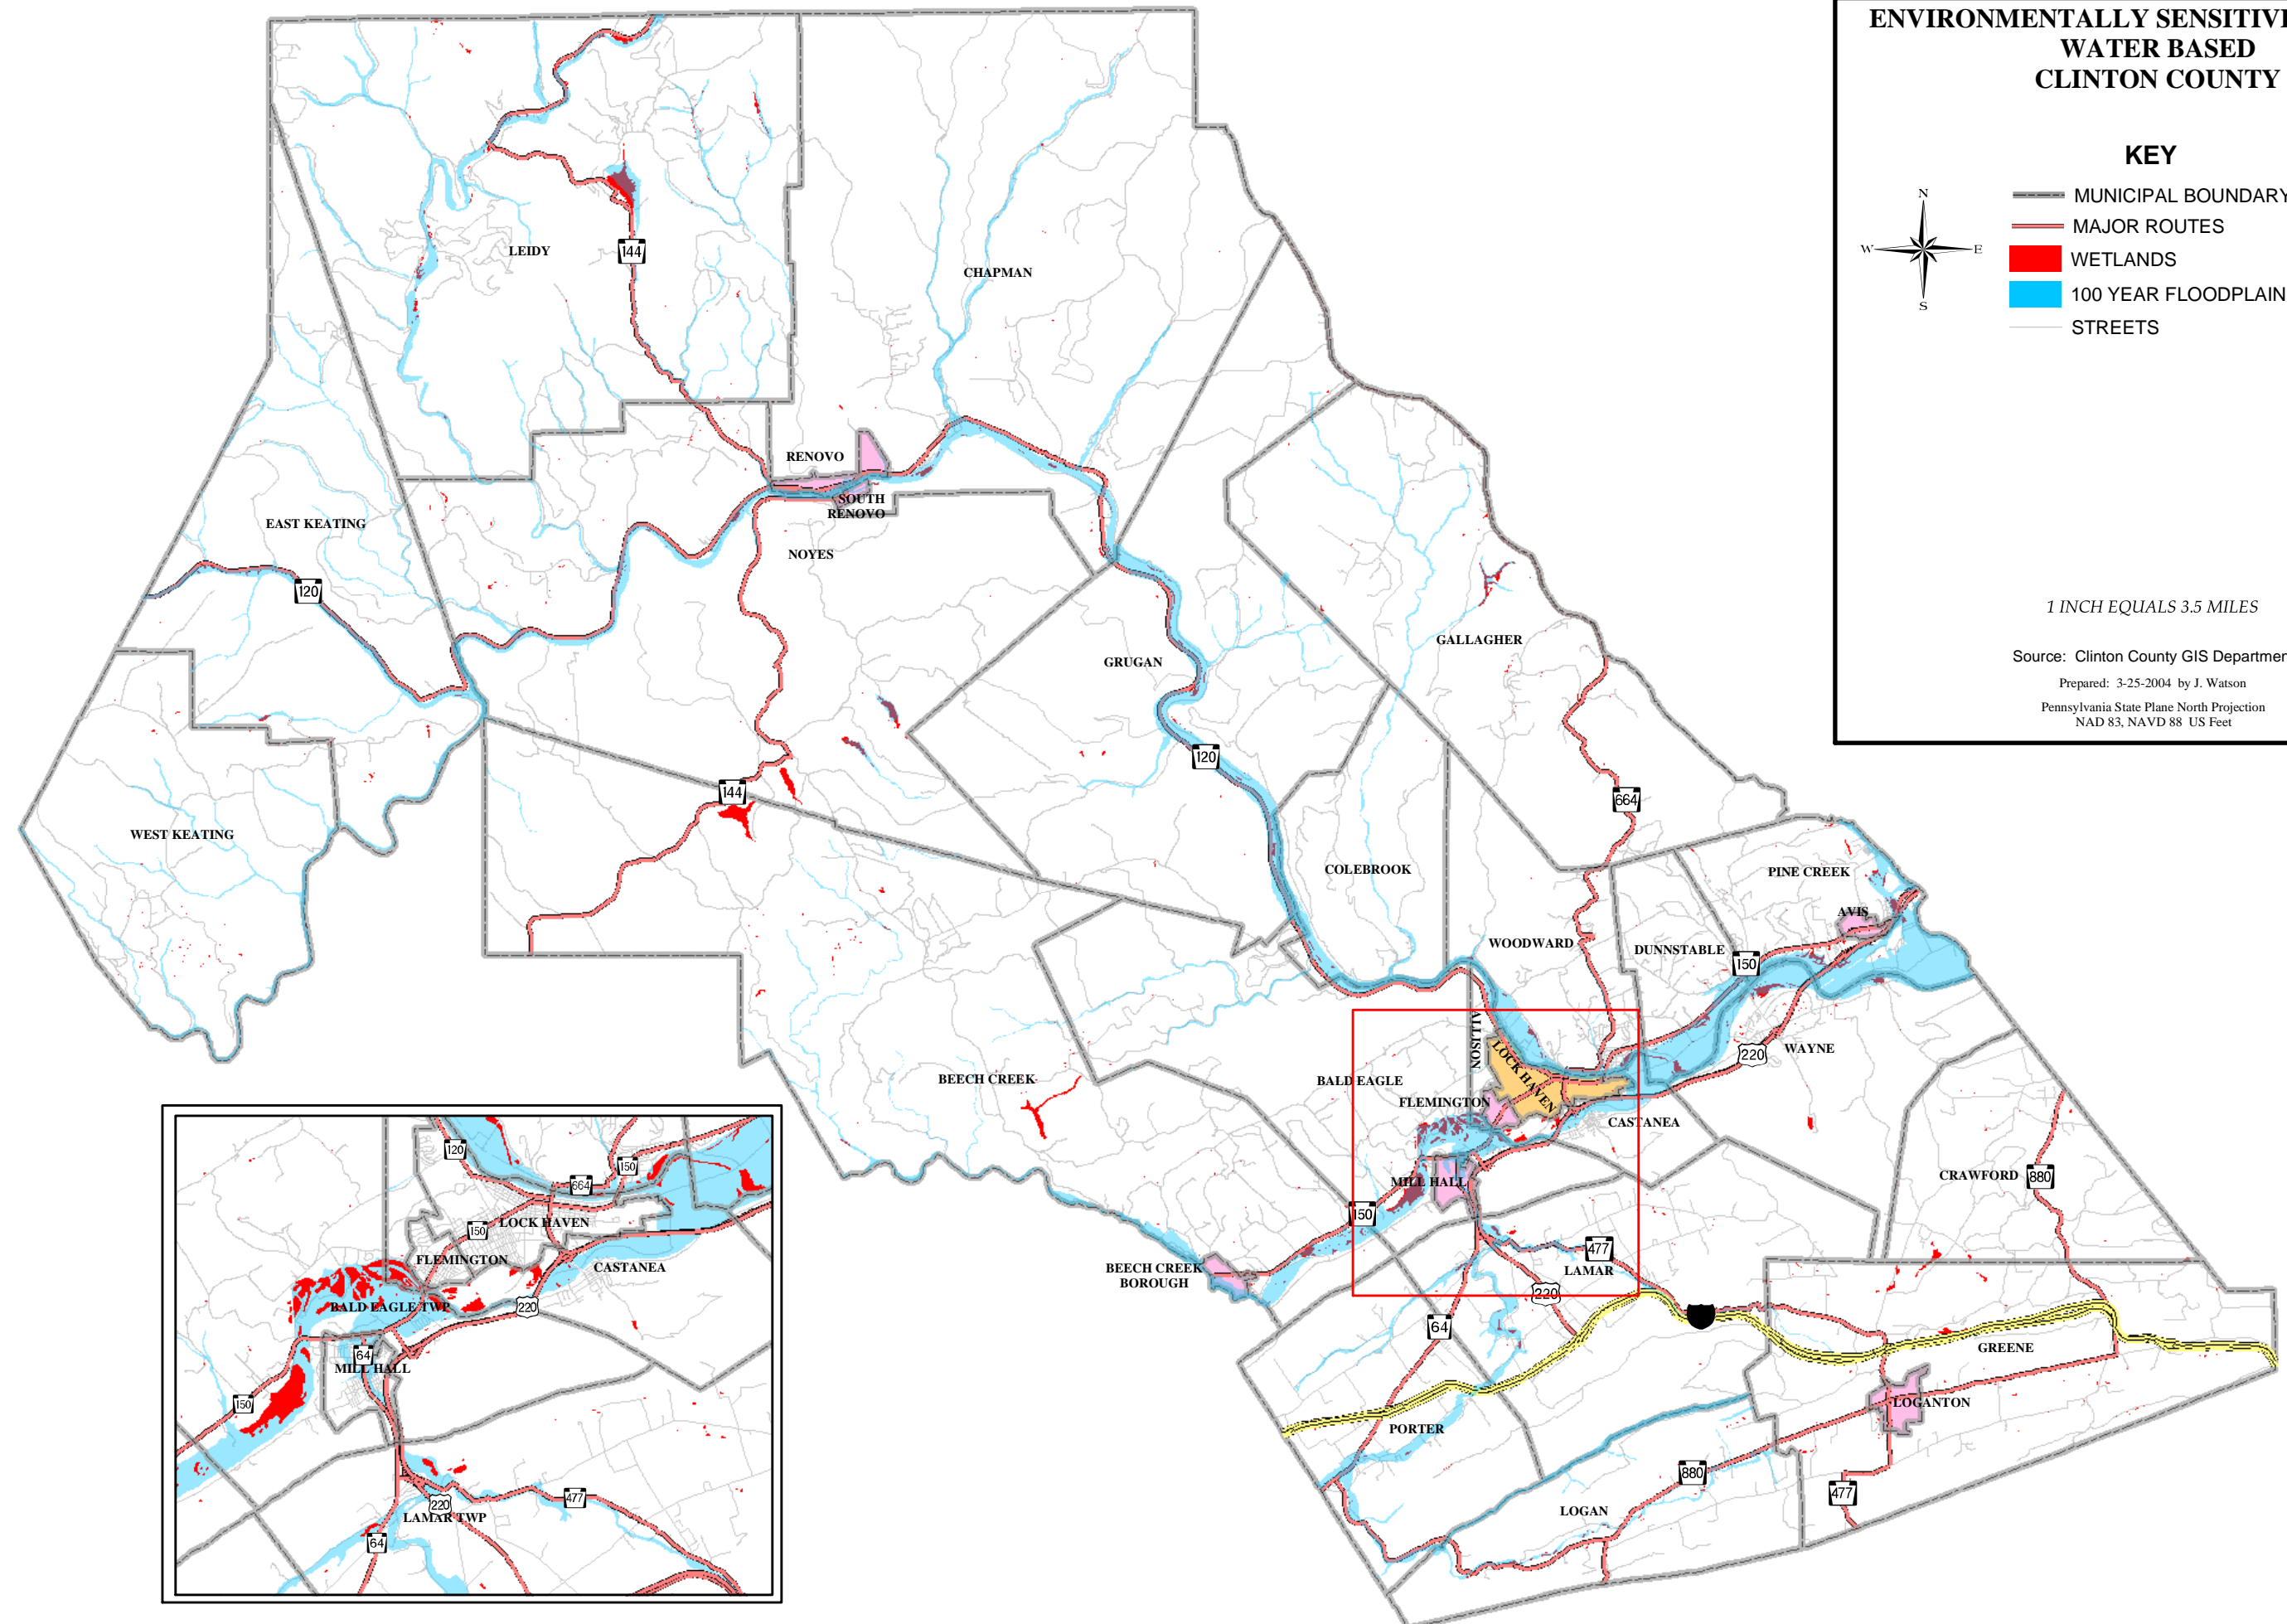 ENVIRONMENTALLY SENSITIVE
WATER BASED
CLINTON COUNTY
KEY
N
W
E
S
MUNICIPAL BOUNDARY
MAJOR ROUTES
WETLANDS
100 YEAR FLOODPLAIN
STREETS
1 INCH EQUALS 3.5 MILES
Source: Clinton County GIS Departmen
Prepared: 3-25-2004 by J. Watson
Pennsylvania State Plane North Projection
NAD 83, NAVD 88 US Feet
LEIDY
144
CHAPMAN
RENOVO
SOUTH
RENOVO
EAST KEATING
NOYES
120
GALLAGHER
GRUGAN
120
144
664
WEST KEATING
COLEBROOK
PINE CREEK
AVIS
WOODWARD
DUNNSTABLE
150
ALLISON
LOCK HAVEN
WAYNE
220
BEECH CREEK
BALD EAGLE
FLEMINGTON
CASTANEA
CRAWFORD
880
MILL HALL
150
477
LAMAR
BEECH CREEK
BOROUGH
220
64
GREENE
LOGANTON
PORTER
880
477
LOGAN
120
150
664
LOCK HAVEN
150
FLEMINGTON
CASTANEA
BALD EAGLE TWP
220
64
MILL HALL
150
477
220
LAMAR TWP
64